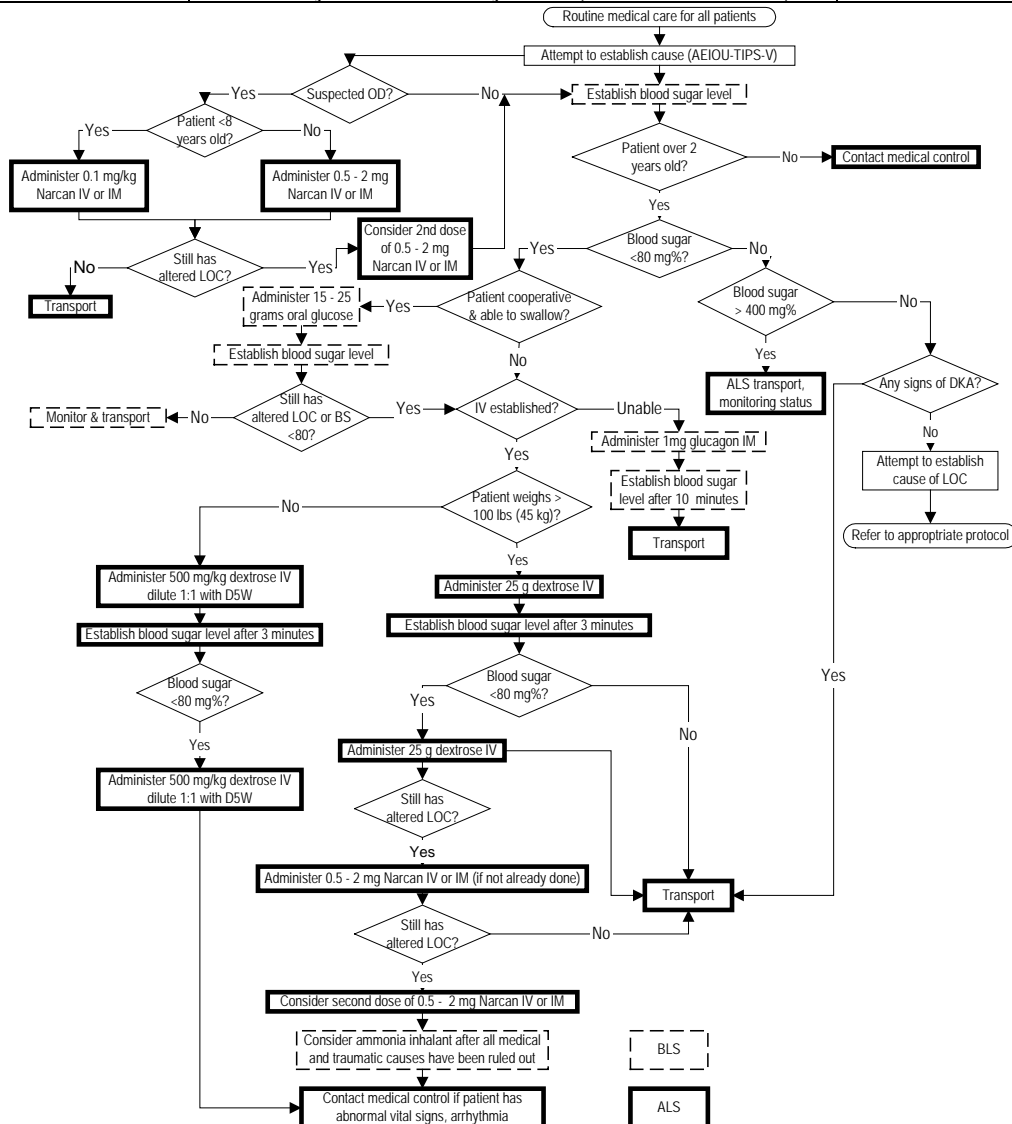 Routine medical care for all patients
Attempt to establish cause (AEIOU-TIPS-V)
Suspected OD?
Yes
No
Establish blood sugar level
Patient <8
years old?
Yes
No
Patient over 2
years old?
No
Contact medical control
Yes
Administer 0.1 mg/kg
Narcan IV or IM
Administer 0.5 - 2 mg
Narcan IV or IM
Still has
altered LOC?
No
Yes
Transport
Consider 2nd dose
of 0.5 - 2 mg
Narcan IV or IM
Blood sugar
<80 mg%?
Yes
No
Blood sugar
> 400 mg%
No
Yes
ALS transport,
monitoring status
Any signs of DKA?
No
Yes
Attempt to establish
cause of LOC
Refer to approptriate protocol
Patient cooperative
& able to swallow?
Yes
No
Administer 15 - 25
grams oral glucose
Establish blood sugar level
Still has
altered LOC or BS
<80?
No
Monitor & transport
Yes
IV established?
Unable
Administer 1mg glucagon IM
Establish blood sugar
level after 10 minutes
Transport
Yes
Patient weighs >
100 lbs (45 kg)?
No
Yes
Administer 500 mg/kg dextrose IV
dilute 1:1 with D5W
Establish blood sugar level after 3 minutes
Blood sugar
<80 mg%?
Yes
Administer 500 mg/kg dextrose IV
dilute 1:1 with D5W
Administer 25 g dextrose IV
Establish blood sugar level after 3 minutes
Blood sugar
<80 mg%?
Yes
No
Administer 25 g dextrose IV
Still has
altered LOC?
Yes
Administer 0.5 - 2 mg Narcan IV or IM (if not already done)
Transport
Still has
altered LOC?
No
Yes
Consider second dose of 0.5 - 2 mg Narcan IV or IM
Consider ammonia inhalant after all medical
and traumatic causes have been ruled out
Contact medical control if patient has
abnormal vital signs, arrhythmia
BLS
ALS